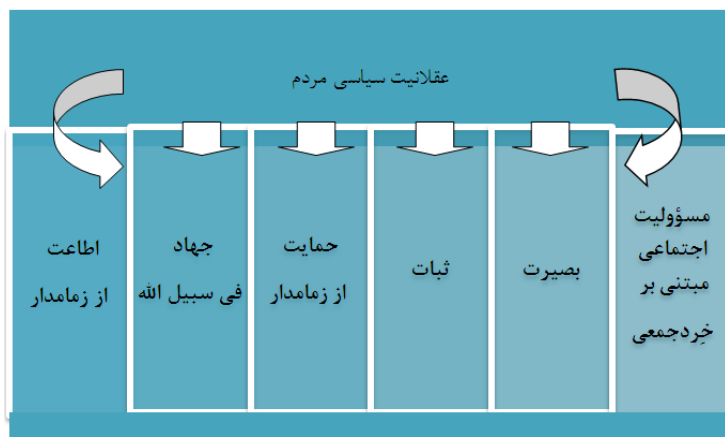 عقلانیت سیاسی مردم
مسؤولیت
اجتماعی
مبتنی بر
خِردجمعی
بصیرت
ثبات
حمایت
از زمامدار
جهاد
فی سبیل الله
اطاعت
از زمامدار